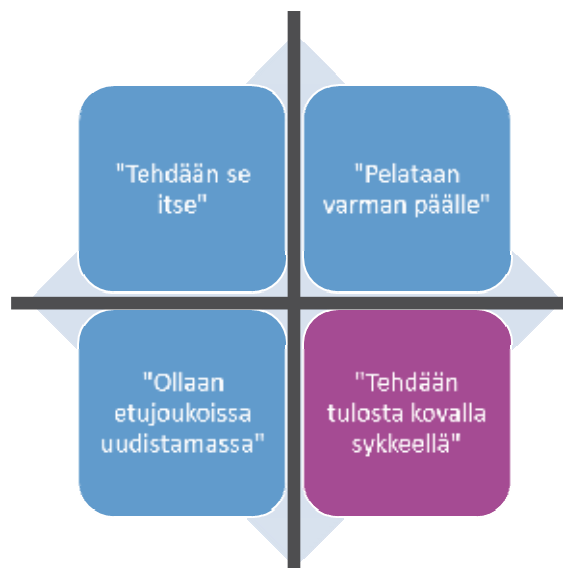 "Tehdään se
itse"
"Pelataan
varman päälle"
"Ollaan
etujoukoissa
uudistamassa"
"Tehdään
tulosta kovalla
sykkeellä"